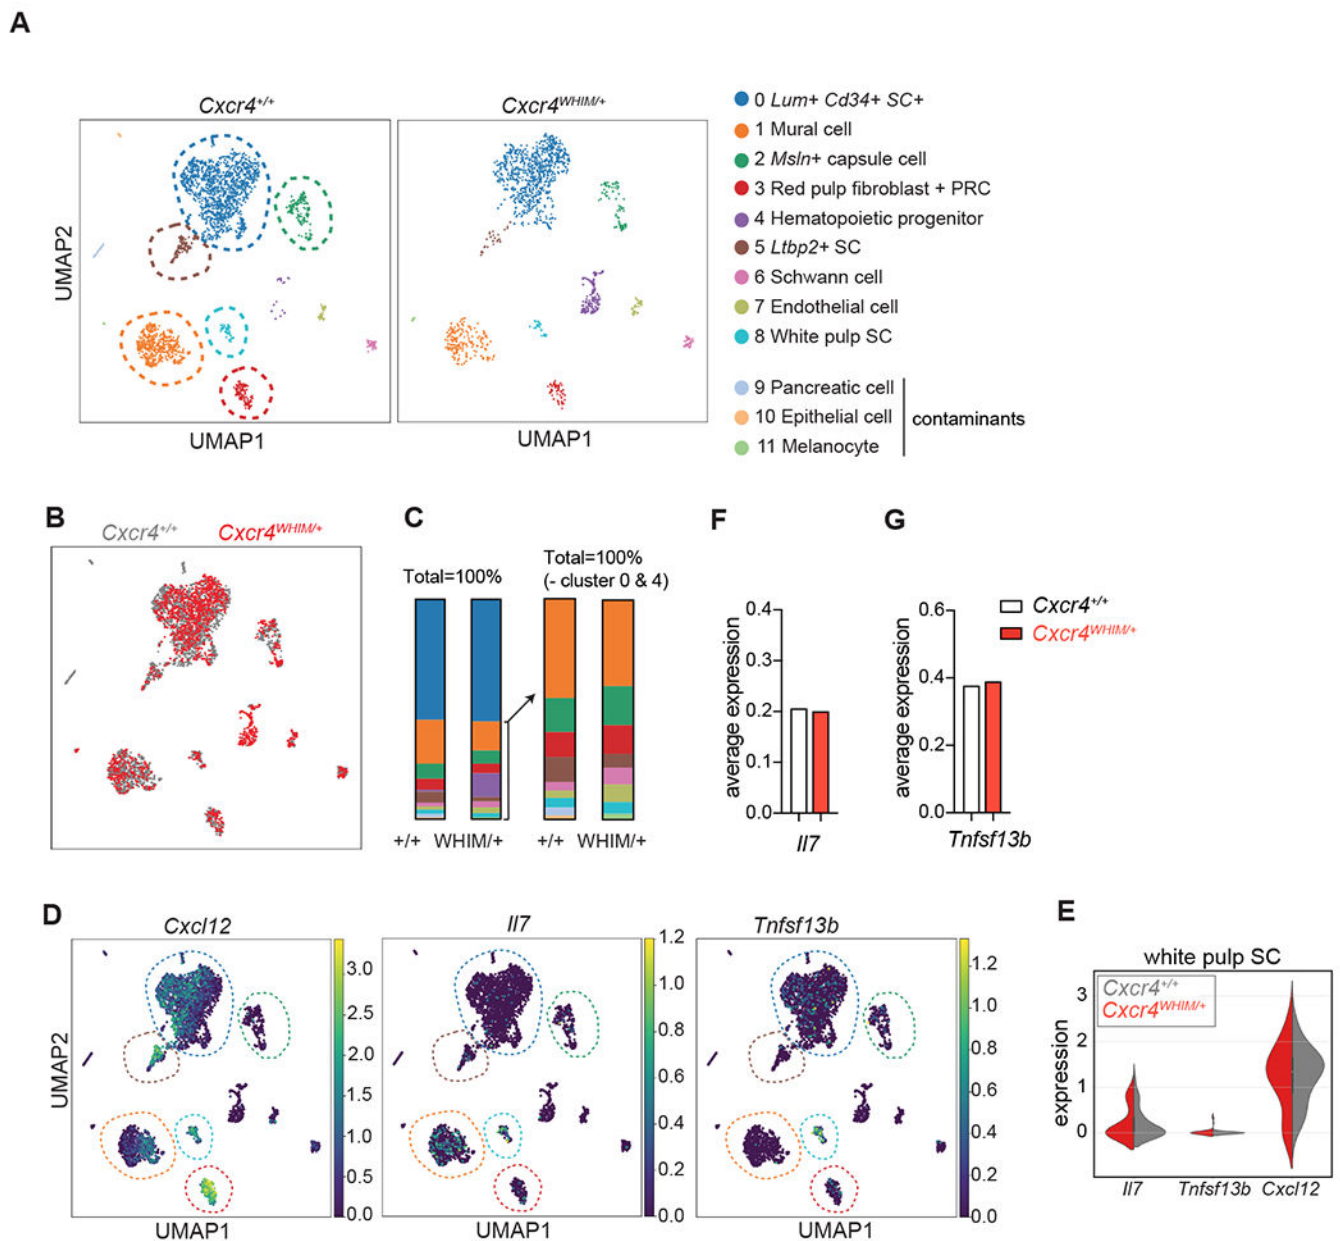 A
Cxcr4+/+
Cxcr4WHIM/+
UMAP2
UMAP1
UMAP1
0 Lum+ Cd34+ SC+
1 Mural cell
2 Msln+ capsule cell
3 Red pulp fibroblast + PRC
4 Hematopoietic progenitor
5 Ltbp2+ SC
6 Schwann cell
7 Endothelial cell
8 White pulp SC
9 Pancreatic cell
10 Epithelial cell
11 Melanocyte
contaminants
B
Cxcr4+/+
Cxcr4WHIM/+
C
Total=100%
Total=100%
(- cluster 0 & 4)
+/+
WHIM/+
+/+
WHIM/+
F
average expression
0.4
0.3
0.2
0.1
0.0
Il7
G
average expression
0.6
0.4
0.2
0.0
Tnfsf13b
Cxcr4+/+
Cxcr4WHIM/+
D
Cxcl12
UMAP2
UMAP1
3.0
2.5
2.0
1.5
1.0
0.5
0.0
Il7
UMAP1
1.2
1.0
0.8
0.6
0.4
0.2
0.0
Tnfsf13b
UMAP1
1.2
1.0
0.8
0.6
0.4
0.2
0.0
E
white pulp SC
Cxcr4+/+
Cxcr4WHIM/+
expression
3
2
1
0
Il7
Tnfsf13b
Cxcl12